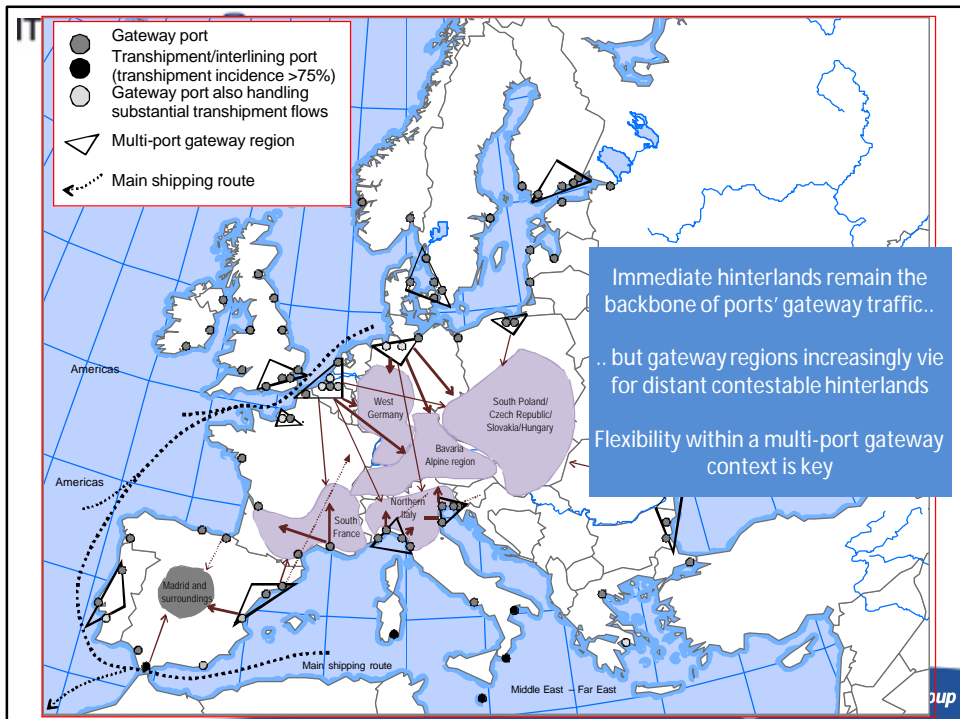 IT
Gateway port
Transhipment/interlining port
(transhipment incidence >75%)
Gateway port also handling
substantial transhipment flows
Multi-port gateway region
Main shipping route
Immediate hinterlands remain the
backbone of ports' gateway traffic..
.. but gateway regions increasingly vie
for distant contestable hinterlands
Flexibility within a multi-port gateway
context is key
Americas
West
Germany
South Poland/
Czech Republic/
Slovakia/Hungary
Bavaria
Alpine region
Americas
Northern
Italy
South
France
Madrid and
surroundings
Main shipping route
Middle East – Far East
oup